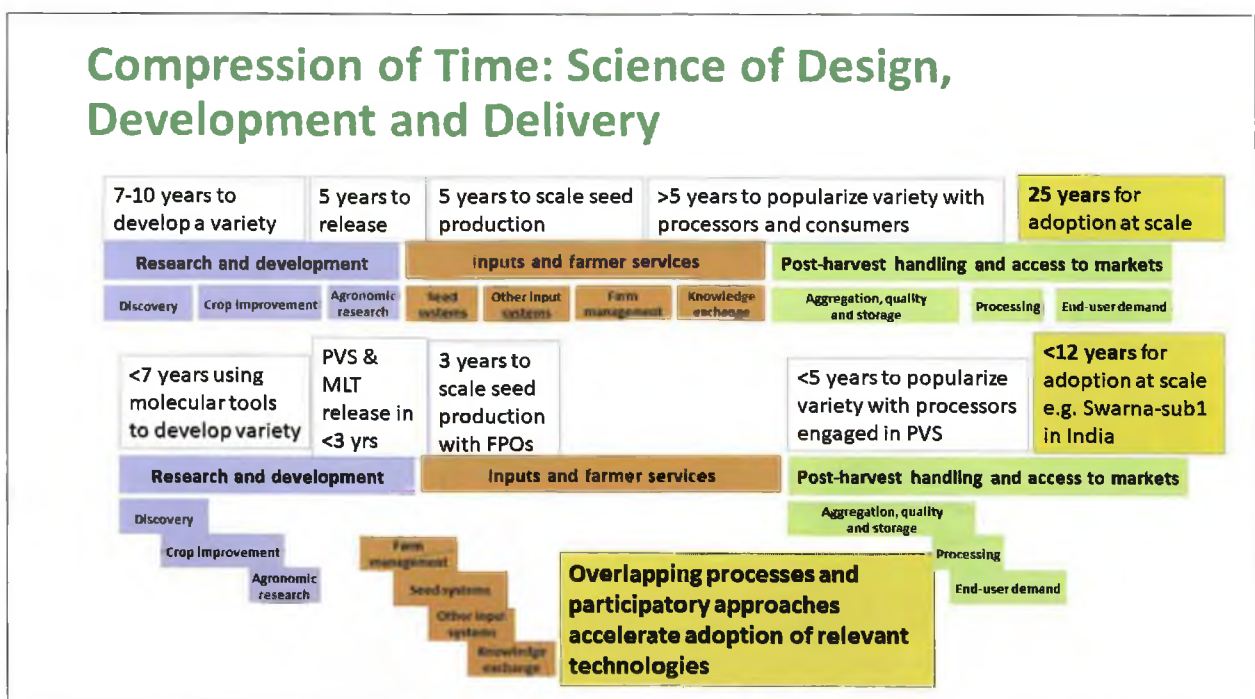 Compression of Time: Science of Design,
Development and Delivery
7-10 years to
develop a variety
5 years to
release
5 years to scale seed
production
>5 years to popularize variety with
processors and consumers
25 years for
adoption at scale
Research and development
Inputs and farmer services
Post-harvest handling and access to markets
Discovery
Crop improvement
Agronomic
research
Seed
systems
Other input
systems
Farm
management
Knowledge
exchange
Aggregation, quality
and storage
Processing
End-user demand
<7 years using
molecular tools
to develop variety
PVS &
MLT
release in
<3 yrs
3 years to
scale seed
production
with FPOs
<5 years to popularize
variety with processors
engaged in PVS
<12 years for
adoption at scale
e.g. Swarna-sub1
in India
Research and development
Inputs and farmer services
Post-harvest handling and access to markets
Discovery
Crop improvement
Agronomic
research
Farm
management
Seed systems
Other input
systems
Knowledge
exchange
Aggregation, quality
and storage
Processing
End-user demand
Overlapping processes and
participatory approaches
accelerate adoption of relevant
technologies